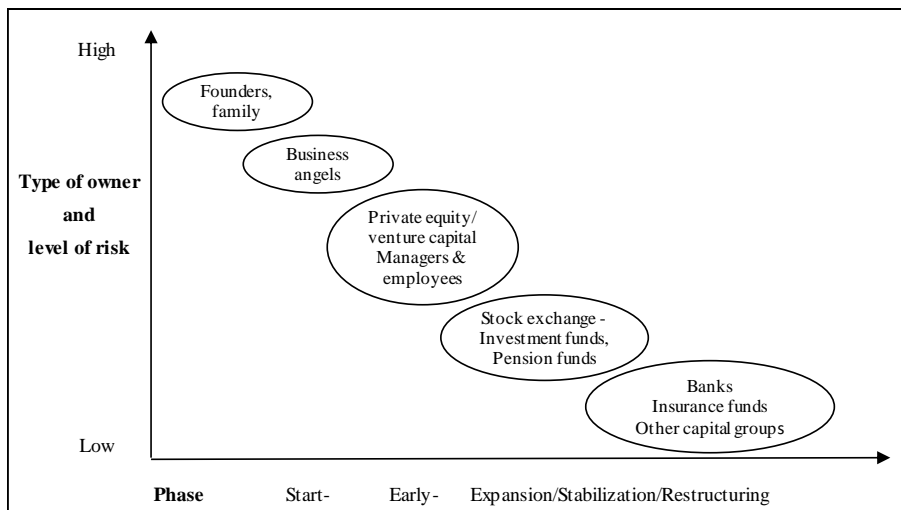 High
Founders,
family
Business
angels
Type of owner
and
level of risk
Private equity/
venture capital
Managers &
employees
Stock exchange -
Investment funds,
Pension funds
Banks
Insurance funds
Other capital groups
Low
Phase Start- Early- Expansion/Stabilization/Restructuring